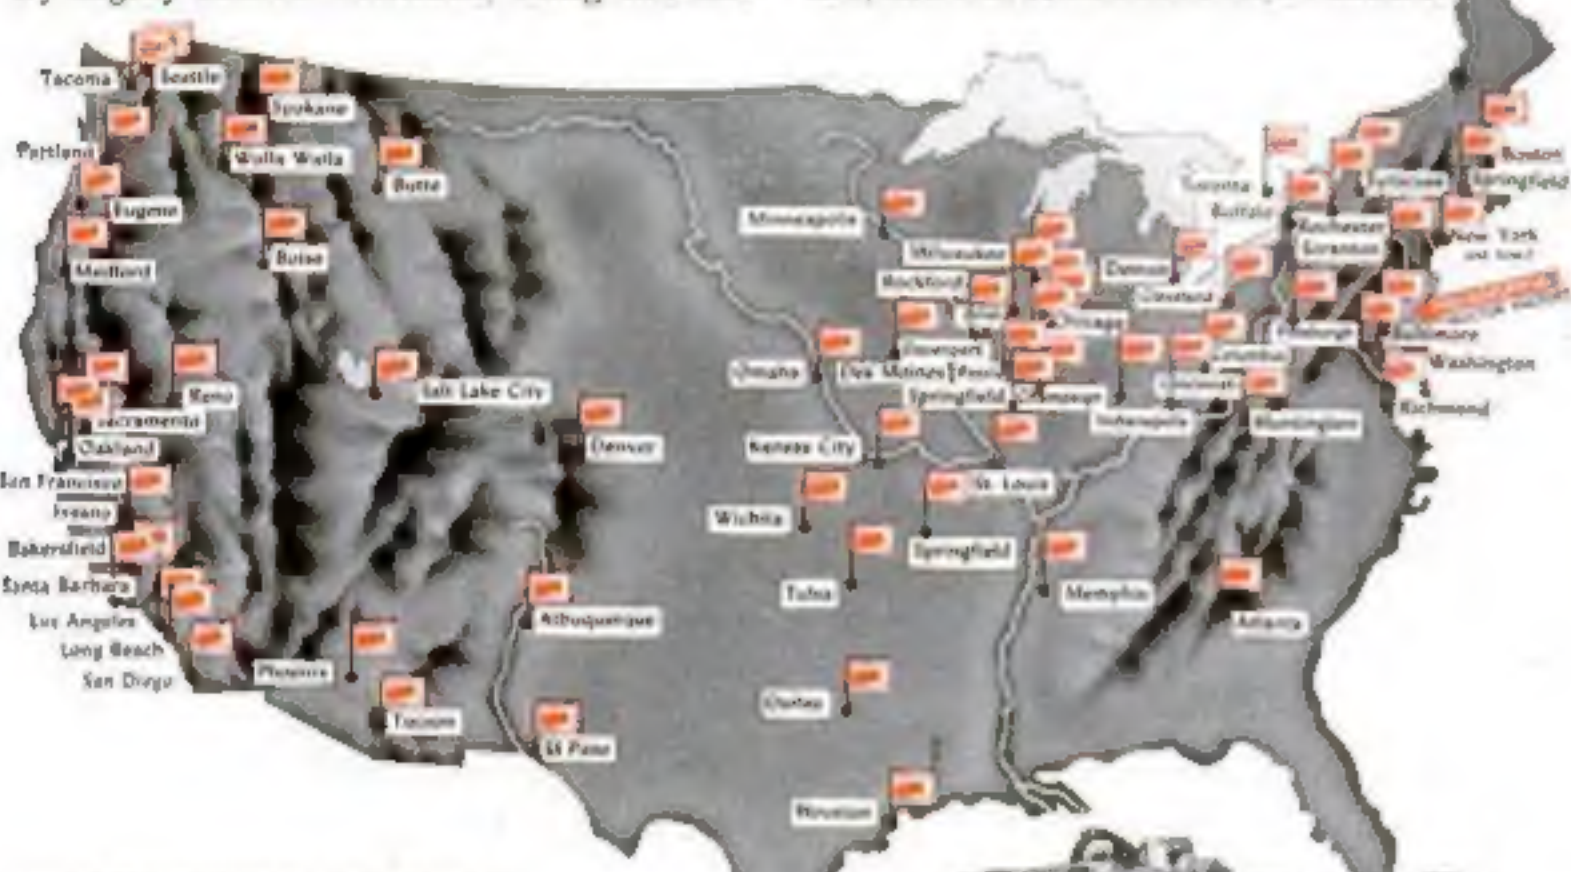 Tacoma
Seattle
Spokane
Portland
Walla Walla
Butte
Eugene
Medford
Boise
Minneapolis
Milwaukee
Rockford
Toronto
Buffalo
Rochester
Boston
Springfield
New York
Detroit
Cleveland
Chicago
Davenport
Des Moines
Omaha
Springfield
Champaign
Indianapolis
Cincinnati
Columbus
Pittsburgh
Baltimore
Washington
Richmond
Huntington
Reno
Sacramento
Oakland
San Francisco
Fresno
Salt Lake City
Denver
Kansas City
St. Louis
Wichita
Springfield
Bakersfield
Santa Barbara
Los Angeles
Long Beach
San Diego
Phoenix
Tucson
Albuquerque
El Paso
Tulsa
Memphis
Atlanta
Dallas
Houston